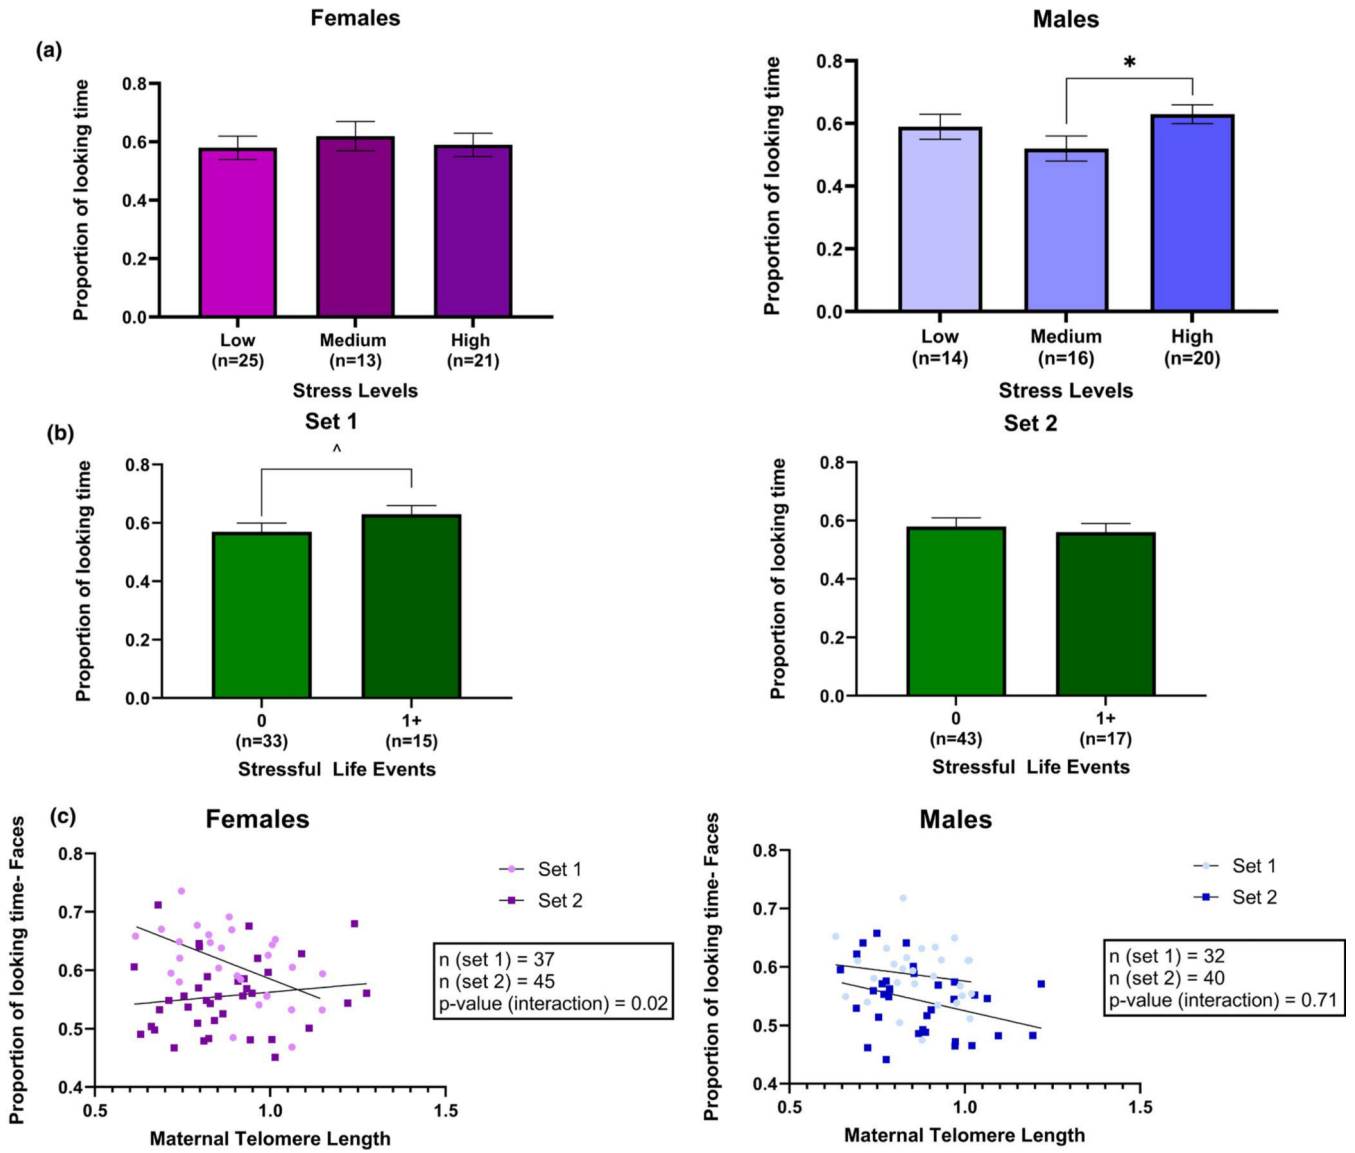 Females
Males
(a)
Proportion of looking time
0.8
0.6
0.4
0.2
0.0
Low
(n=25)
Medium
(n=13)
High
(n=21)
Stress Levels
Proportion of looking time
0.8
0.6
0.4
0.2
0.0
*
Low
(n=14)
Medium
(n=16)
High
(n=20)
Stress Levels
(b)
Set 1
Proportion of looking time
0.8
0.6
0.4
0.2
0.0
^
0
(n=33)
1+
(n=15)
Stressful Life Events
Set 2
Proportion of looking time
0.8
0.6
0.4
0.2
0.0
0
(n=43)
1+
(n=17)
Stressful Life Events
(c)
Females
Proportion of looking time- Faces
0.8
0.7
0.6
0.5
0.4
0.5
1.0
1.5
Maternal Telomere Length
Set 1
Set 2
n (set 1) = 37
n (set 2) = 45
p-value (interaction) = 0.02
Males
Proportion of looking time- Faces
0.8
0.7
0.6
0.5
0.4
0.5
1.0
1.5
Maternal Telomere Length
Set 1
Set 2
n (set 1) = 32
n (set 2) = 40
p-value (interaction) = 0.71